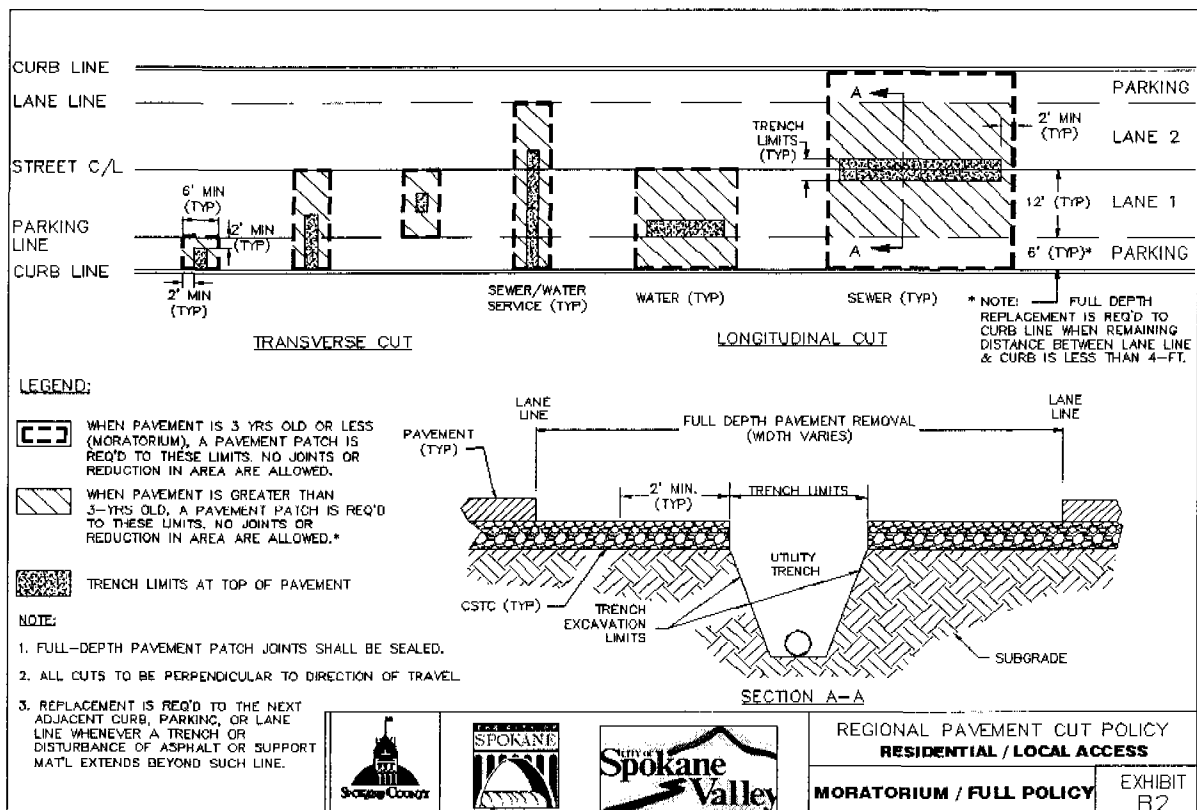 CURB LINE
LANE LINE
STREET C/L
PARKING
LINE
CURB LINE
6' MIN
(TYP)
2' MIN
(TYP)
2' MIN
(TYP)
TRENCH
LIMITS
(TYP)
A
A
2' MIN
(TYP)
PARKING
LANE 2
12' (TYP)
LANE 1
6' (TYP)*
PARKING
SEWER/WATER
SERVICE (TYP)
WATER (TYP)
SEWER (TYP)
TRANSVERSE CUT
LONGITUDINAL CUT
* NOTE: FULL DEPTH
REPLACEMENT IS REQ'D TO
CURB LINE WHEN REMAINING
DISTANCE BETWEEN LANE LINE
& CURB IS LESS THAN 4-FT.
LEGEND:
WHEN PAVEMENT IS 3 YRS OLD OR LESS
(MORATORIUM), A PAVEMENT PATCH IS
REQ'D TO THESE LIMITS. NO JOINTS OR
REDUCTION IN AREA ARE ALLOWED.
WHEN PAVEMENT IS GREATER THAN
3-YRS OLD, A PAVEMENT PATCH IS REQ'D
TO THESE LIMITS. NO JOINTS OR
REDUCTION IN AREA ARE ALLOWED.*
TRENCH LIMITS AT TOP OF PAVEMENT
NOTE:
1. FULL-DEPTH PAVEMENT PATCH JOINTS SHALL BE SEALED.
2. ALL CUTS TO BE PERPENDICULAR TO DIRECTION OF TRAVEL
3. REPLACEMENT IS REQ'D TO THE NEXT
ADJACENT CURB, PARKING, OR LANE
LINE WHENEVER A TRENCH OR
DISTURBANCE OF ASPHALT OR SUPPORT
MAT'L EXTENDS BEYOND SUCH LINE.
LANE
LINE
LANE
LINE
PAVEMENT
(TYP)
FULL DEPTH PAVEMENT REMOVAL
(WIDTH VARIES)
2' MIN.
(TYP)
TRENCH LIMITS
UTILITY
TRENCH
CSTC (TYP)
TRENCH
EXCAVATION
LIMITS
SUBGRADE
SECTION A-A
SPOKANE COUNTY
THE CITY OF
SPOKANE
CITY OF
Spokane
Valley
REGIONAL PAVEMENT CUT POLICY
RESIDENTIAL / LOCAL ACCESS
MORATORIUM / FULL POLICY
EXHIBIT
B2